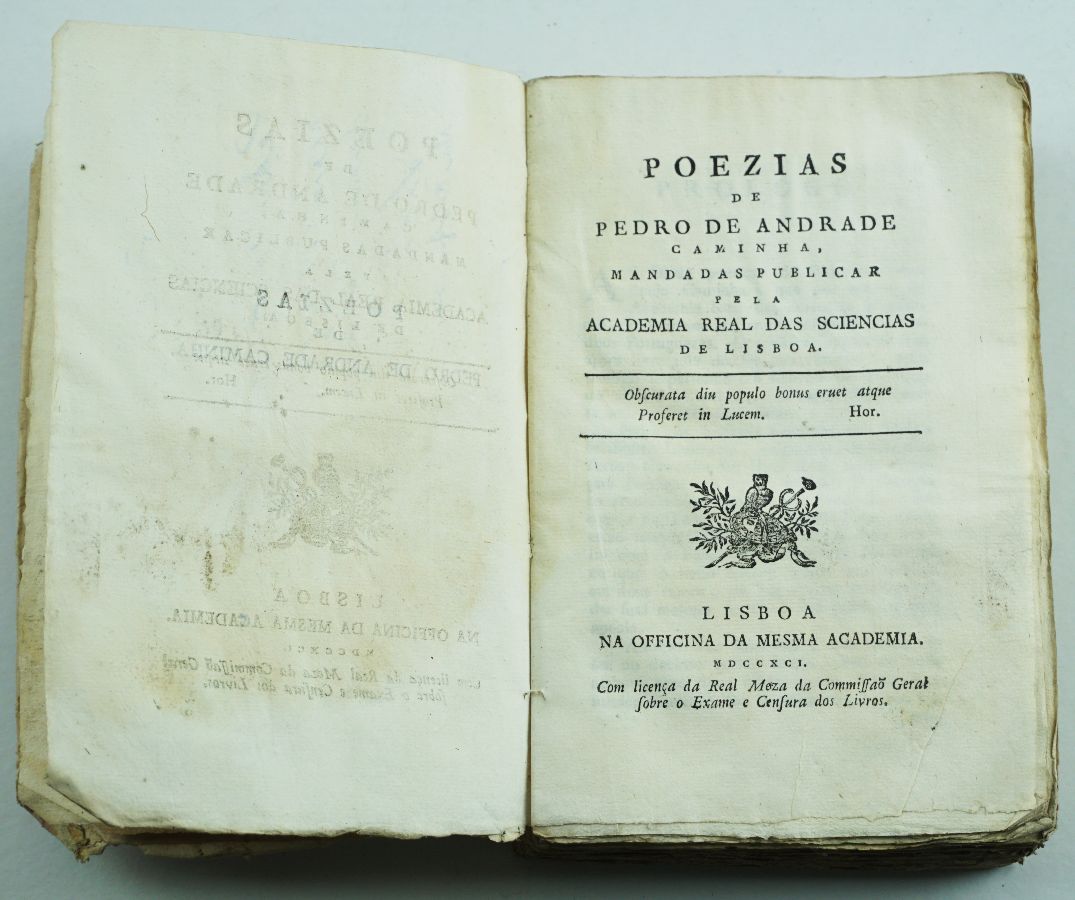 POEZIAS
DE
PEDRO DE ANDRADE
CAMINHA,
MANDADAS PUBLICAR
PELA
ACADEMIA REAL DAS SCIENCIAS
DE LISBOA.
Obſcurata diu populo bonus eruet atque
Proferet in Lucem. Hor.
LISBOA
NA OFFICINA DA MESMA ACADEMIA.
MDCCXCI.
Com licença da Real Meza da Commiſſaõ Geral
ſobre o Exame e Cenſura dos Livros.